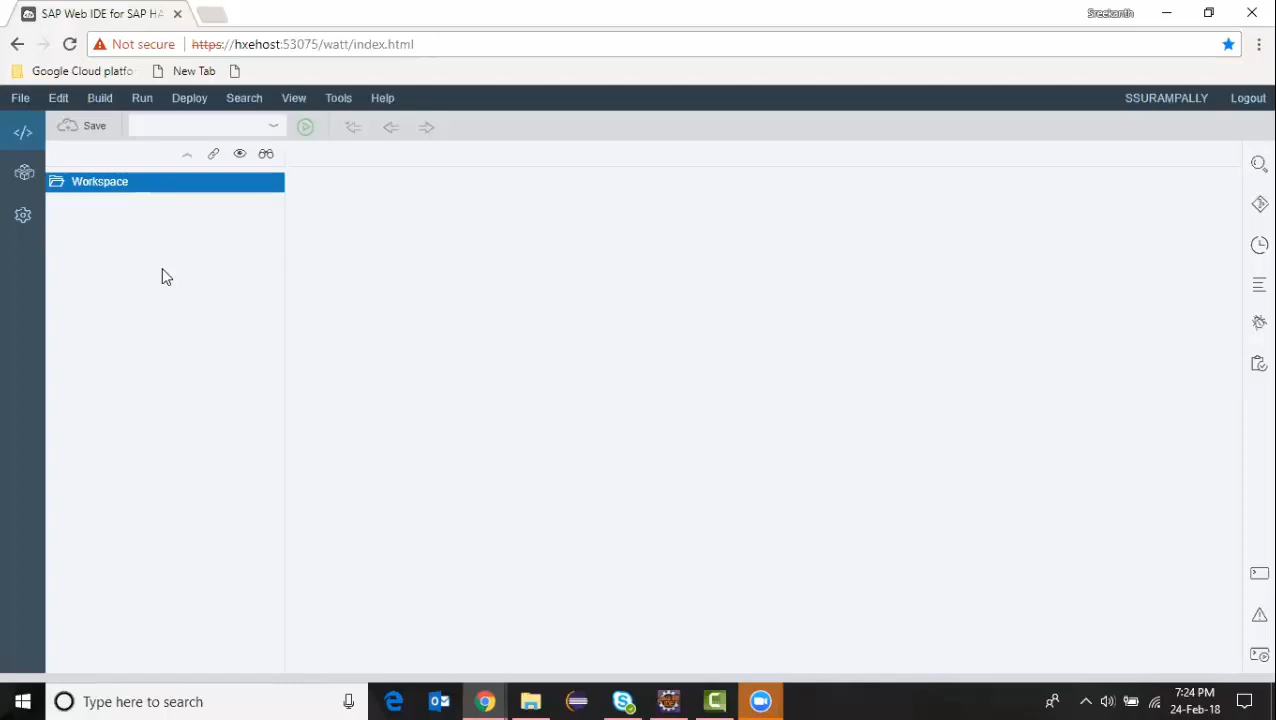 SAP Web IDE for SAP HA
Sreekanth
Not secure
https://hxehost:53075/watt/index.html
Google Cloud platfo
New Tab
File
Edit
Build
Run
Deploy
Search
View
Tools
Help
SSURAMPALLY
Logout
Save
Workspace
Type here to search
7:24 PM
24-Feb-18